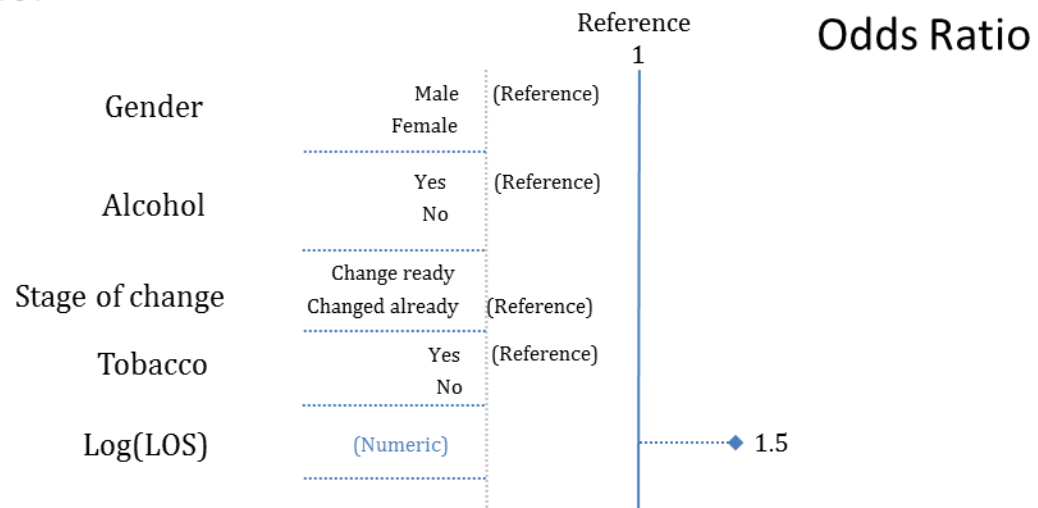 Reference
1
Odds Ratio
Gender
Male (Reference)
Female
Alcohol
Yes (Reference)
No
Stage of change
Change ready
Changed already (Reference)
Tobacco
Yes (Reference)
No
Log(LOS)
(Numeric)
1.5